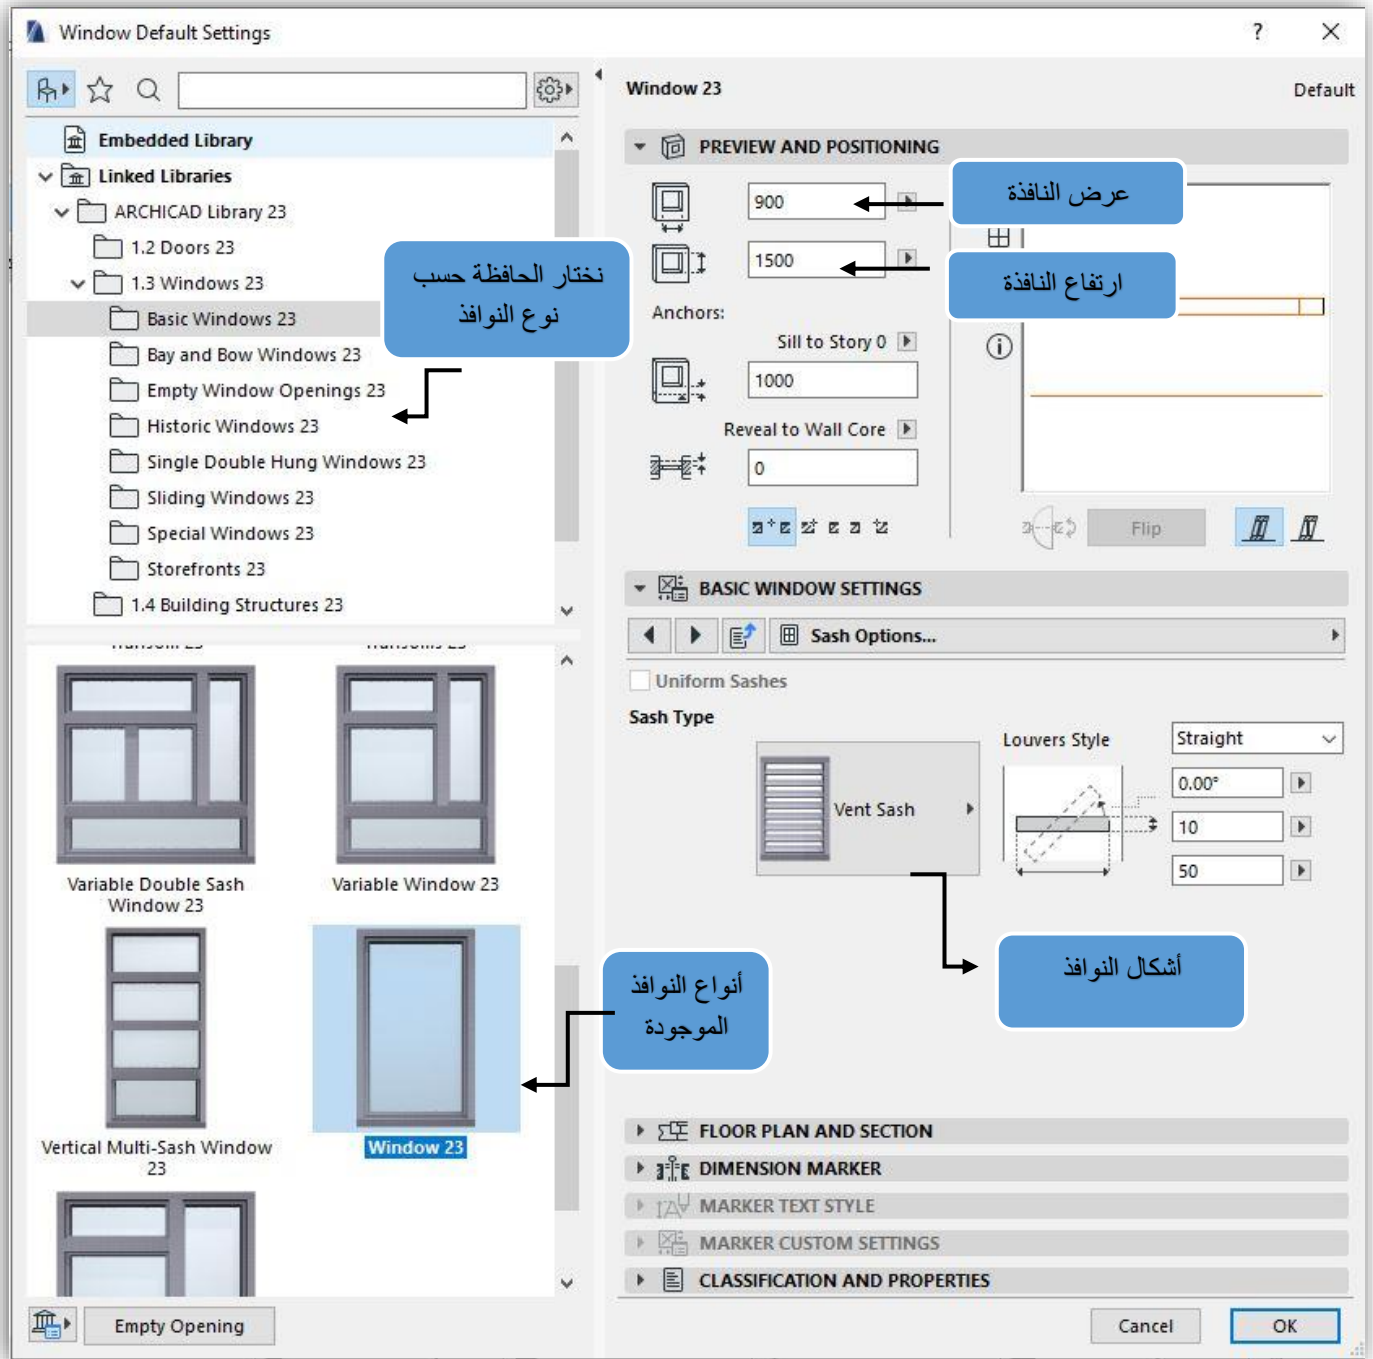 Window Default Settings
?
Embedded Library
Linked Libraries
ARCHICAD Library 23
1.2 Doors 23
1.3 Windows 23
Basic Windows 23
Bay and Bow Windows 23
Empty Window Openings 23
Historic Windows 23
Single Double Hung Windows 23
Sliding Windows 23
Special Windows 23
Storefronts 23
1.4 Building Structures 23
نختار الحافظة حسب
نوع النوافذ
Variable Double Sash
Window 23
Variable Window 23
Vertical Multi-Sash Window
23
Window 23
أنواع النوافذ
الموجودة
Empty Opening
Window 23
Default
PREVIEW AND POSITIONING
900
عرض النافذة
1500
ارتفاع النافذة
Anchors:
Sill to Story 0
1000
Reveal to Wall Core
0
Flip
BASIC WINDOW SETTINGS
Sash Options...
Uniform Sashes
Sash Type
Vent Sash
Louvers Style
Straight
0.00°
10
50
أشكال النوافذ
FLOOR PLAN AND SECTION
DIMENSION MARKER
MARKER TEXT STYLE
MARKER CUSTOM SETTINGS
CLASSIFICATION AND PROPERTIES
Cancel
OK